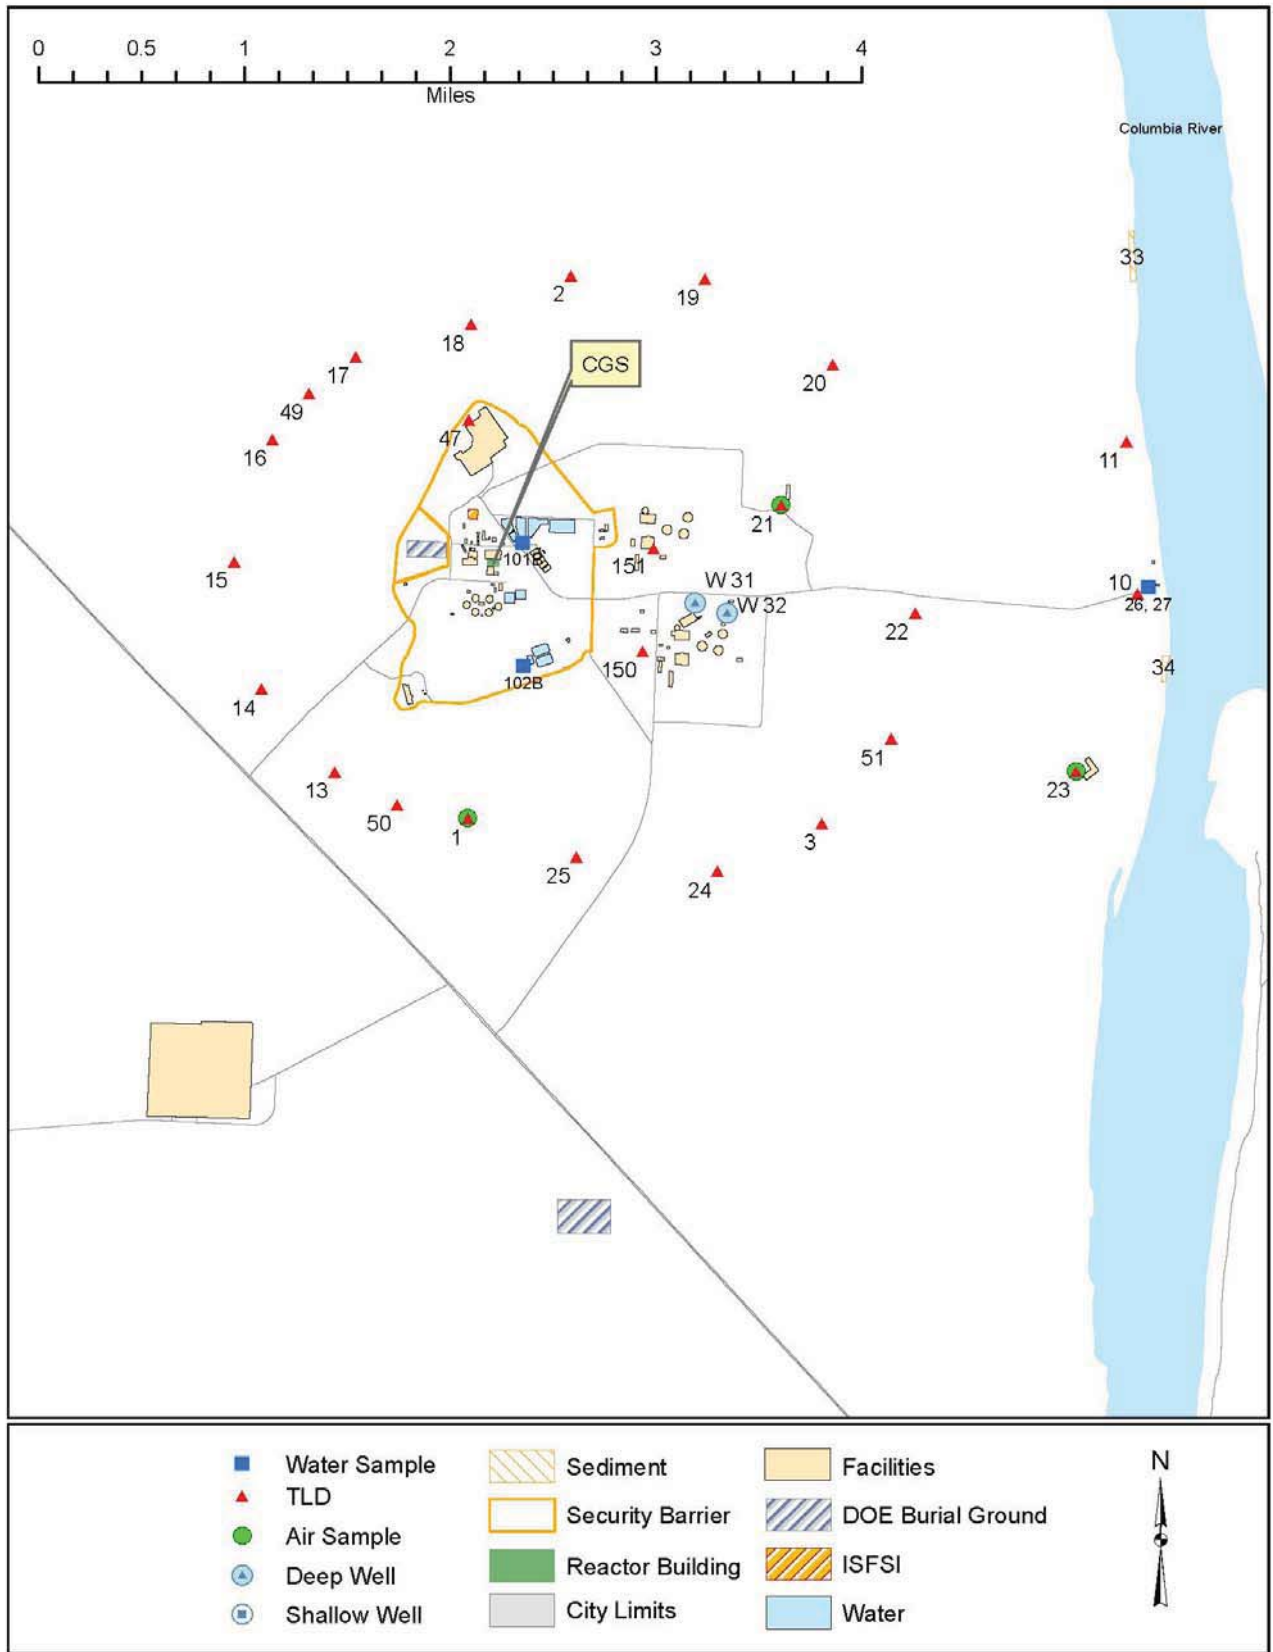 0 0.5 1 2 3 4
Miles
Columbia River
33
2
19
18
CGS
17
20
49
47
16
11
21
15
151
101B
W 31
10
26, 27
W 32
22
150
34
102B
14
51
13
23
50
1
3
25
24
Water Sample
TLD
Air Sample
Deep Well
Shallow Well
Sediment
Security Barrier
Reactor Building
City Limits
Facilities
DOE Burial Ground
ISFSI
Water
N